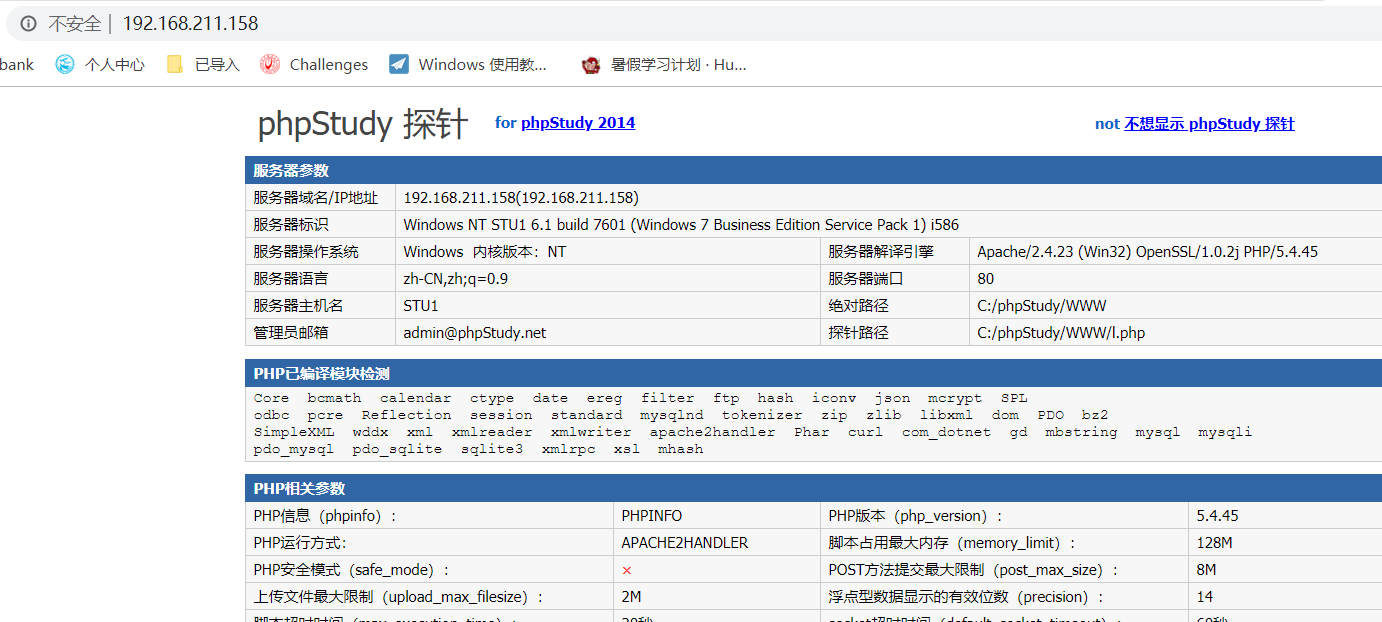 不安全 | 192.168.211.158
bank 个人中心 已导入 Challenges Windows 使用教... 暑假学习计划 · Hu...
phpStudy 探针 for phpStudy 2014 not 不想显示 phpStudy 探针
服务器参数
服务器域名/IP地址 192.168.211.158(192.168.211.158)
服务器标识 Windows NT STU1 6.1 build 7601 (Windows 7 Business Edition Service Pack 1) i586
服务器操作系统 Windows 内核版本：NT 服务器解译引擎 Apache/2.4.23 (Win32) OpenSSL/1.0.2j PHP/5.4.45
服务器语言 zh-CN,zh;q=0.9 服务器端口 80
服务器主机名 STU1 绝对路径 C:/phpStudy/WWW
管理员邮箱 admin@phpStudy.net 探针路径 C:/phpStudy/WWW/l.php
PHP已编译模块检测
Core bcmath calendar ctype date ereg filter ftp hash iconv json mcrypt SPL
odbc pcre Reflection session standard mysqlnd tokenizer zip zlib libxml dom PDO bz2
SimpleXML wddx xml xmlreader xmlwriter apache2handler Phar curl com_dotnet gd mbstring mysql mysqli
pdo_mysql pdo_sqlite sqlite3 xmlrpc xsl mhash
PHP相关参数
PHP信息（phpinfo）： PHPINFO PHP版本（php_version）： 5.4.45
PHP运行方式： APACHE2HANDLER 脚本占用最大内存（memory_limit）： 128M
PHP安全模式（safe_mode）： × POST方法提交最大限制（post_max_size）： 8M
上传文件最大限制（upload_max_filesize）： 2M 浮点型数据显示的有效位数（precision）： 14